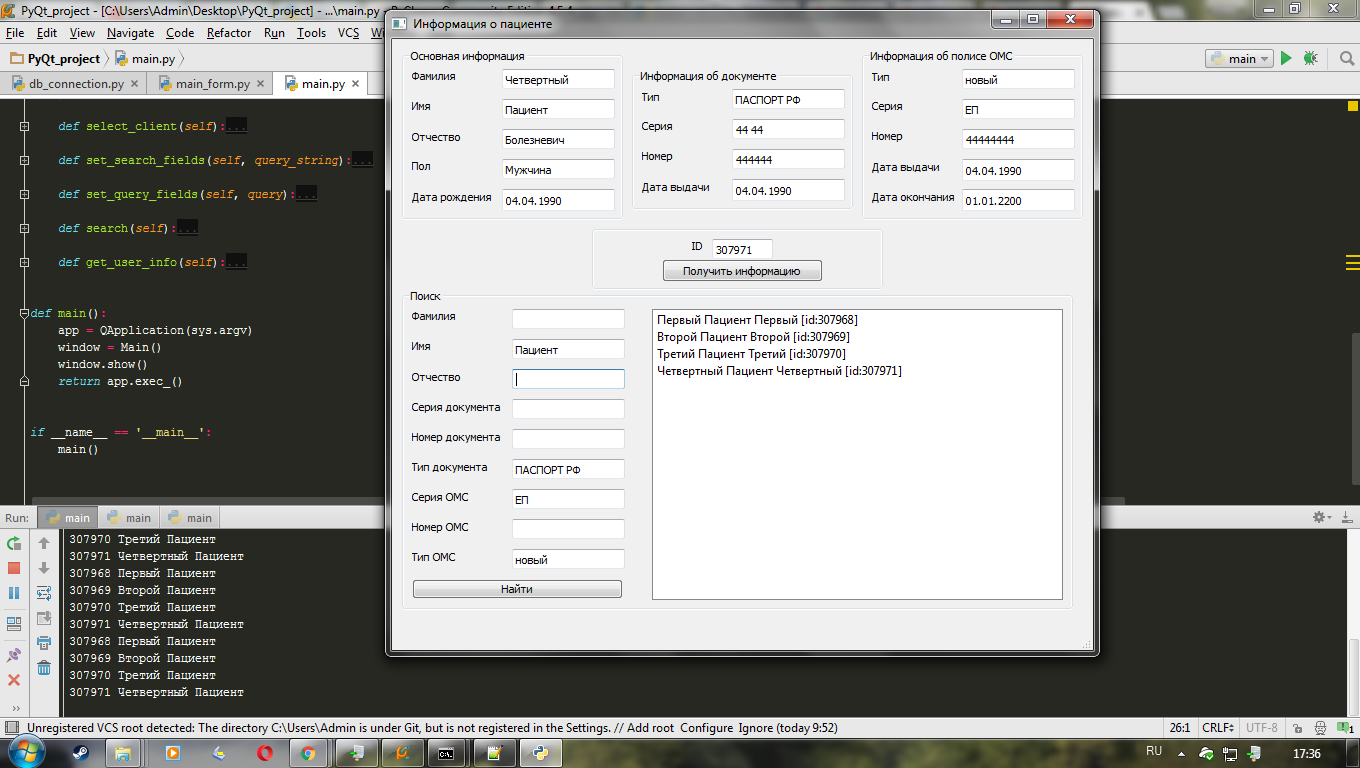 PyQt_project - [C:\Users\Admin\Desktop\PyQt_project] - ...\main.py
File Edit View Navigate Code Refactor Run Tools VCS
PyQt_project main.py
main
db_connection.py main_form.py main.py
def select_client(self):...
def set_search_fields(self, query_string):...
def set_query_fields(self, query):...
def search(self):...
def get_user_info(self):...
def main():
app = QApplication(sys.argv)
window = Main()
window.show()
return app.exec_()
if __name__ == '__main__':
main()
Информация о пациенте
Основная информация
Фамилия Четвертный
Имя Пациент
Отчество Болезневич
Пол Мужчина
Дата рождения 04.04.1990
Информация об документе
Тип ПАСПОРТ РФ
Серия 44 44
Номер 444444
Дата выдачи 04.04.1990
Информация об полисе ОМС
Тип новый
Серия ЕП
Номер 44444444
Дата выдачи 04.04.1990
Дата окончания 01.01.2200
ID 307971
Получить информацию
Поиск
Фамилия
Имя Пациент
Отчество
Серия документа
Номер документа
Тип документа ПАСПОРТ РФ
Серия ОМС ЕП
Номер ОМС
Тип ОМС новый
Найти
Первый Пациент Первый [id:307968]
Второй Пациент Второй [id:307969]
Третий Пациент Третий [id:307970]
Четвертный Пациент Четвертный [id:307971]
Run: main main main
307970 Третий Пациент
307971 Четвертный Пациент
307968 Первый Пациент
307969 Второй Пациент
307970 Третий Пациент
307971 Четвертный Пациент
307968 Первый Пациент
307969 Второй Пациент
307970 Третий Пациент
307971 Четвертный Пациент
Unregistered VCS root detected: The directory C:\Users\Admin is under Git, but is not registered in the Settings. // Add root Configure Ignore (today 9:52) 26:1 CRLF UTF-8 1
RU 17:36